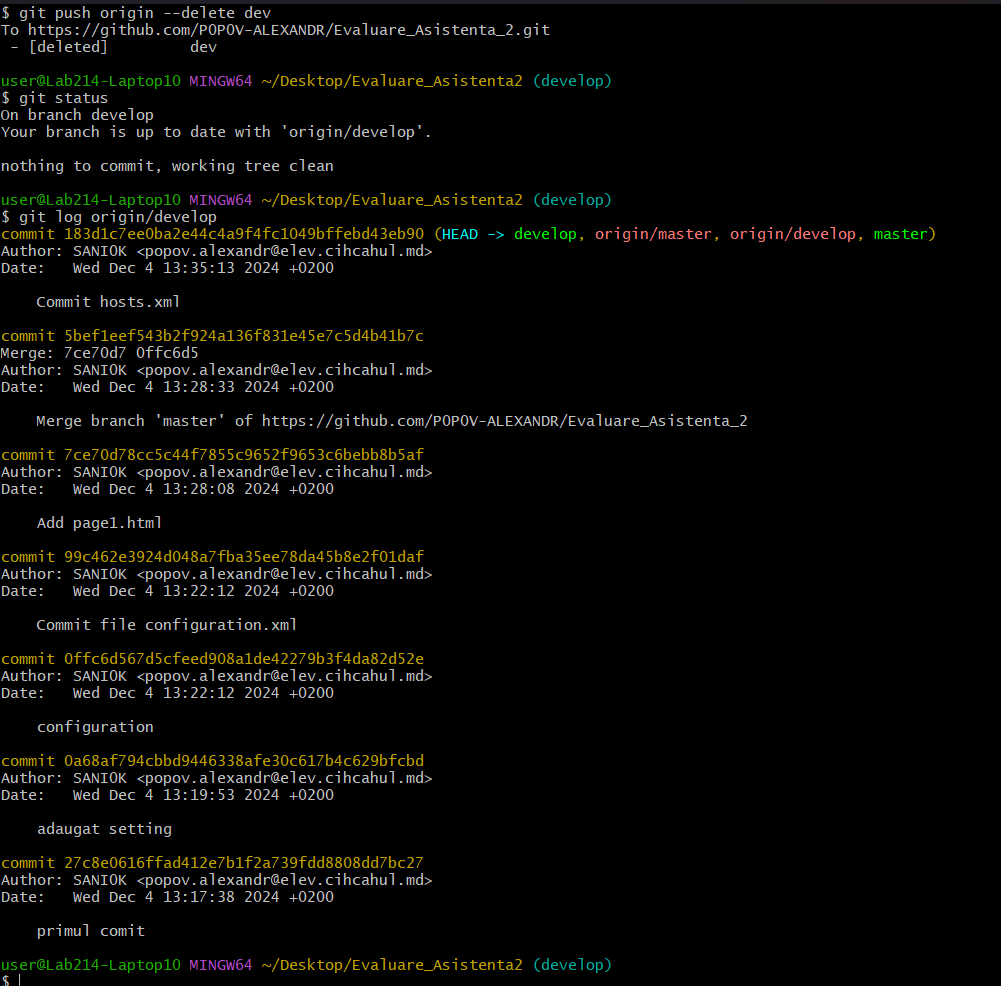 $ git push origin --delete dev
To https://github.com/POPOV-ALEXANDR/Evaluare_Asistenta_2.git
 - [deleted]         dev
user@Lab214-Laptop10 MINGW64 ~/Desktop/Evaluare_Asistenta2 (develop)
$ git status
On branch develop
Your branch is up to date with 'origin/develop'.
nothing to commit, working tree clean
user@Lab214-Laptop10 MINGW64 ~/Desktop/Evaluare_Asistenta2 (develop)
$ git log origin/develop
commit 183d1c7ee0ba2e44c4a9f4fc1049bffebd43eb90 (HEAD -> develop, origin/master, origin/develop, master)
Author: SANIOK <popov.alexandr@elev.cihcahul.md>
Date:   Wed Dec 4 13:35:13 2024 +0200
    Commit hosts.xml
commit 5bef1eef543b2f924a136f831e45e7c5d4b41b7c
Merge: 7ce70d7 0ffc6d5
Author: SANIOK <popov.alexandr@elev.cihcahul.md>
Date:   Wed Dec 4 13:28:33 2024 +0200
    Merge branch 'master' of https://github.com/POPOV-ALEXANDR/Evaluare_Asistenta_2
commit 7ce70d78cc5c44f7855c9652f9653c6bebb8b5af
Author: SANIOK <popov.alexandr@elev.cihcahul.md>
Date:   Wed Dec 4 13:28:08 2024 +0200
    Add page1.html
commit 99c462e3924d048a7fba35ee78da45b8e2f01daf
Author: SANIOK <popov.alexandr@elev.cihcahul.md>
Date:   Wed Dec 4 13:22:12 2024 +0200
    Commit file configuration.xml
commit 0ffc6d567d5cfeed908a1de42279b3f4da82d52e
Author: SANIOK <popov.alexandr@elev.cihcahul.md>
Date:   Wed Dec 4 13:22:12 2024 +0200
    configuration
commit 0a68af794cbbd9446338afe30c617b4c629bfcbd
Author: SANIOK <popov.alexandr@elev.cihcahul.md>
Date:   Wed Dec 4 13:19:53 2024 +0200
    adaugat setting
commit 27c8e0616ffad412e7b1f2a739fdd8808dd7bc27
Author: SANIOK <popov.alexandr@elev.cihcahul.md>
Date:   Wed Dec 4 13:17:38 2024 +0200
    primul comit
user@Lab214-Laptop10 MINGW64 ~/Desktop/Evaluare_Asistenta2 (develop)
$